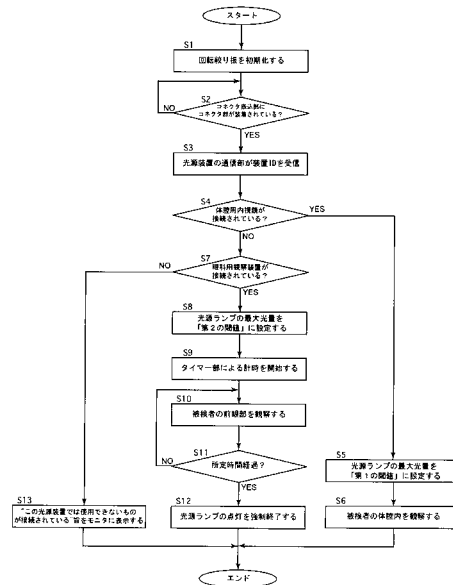 スタート
S1
回転絞り板を初期化する
S2
コネクタ差込部に
コネクタ部が装着されている?
NO
YES
S3
光源装置の通信部が装置IDを受信
S4
体腔用内視鏡が
接続されている?
YES
NO
S7
眼科用観察装置が
接続されている?
NO
YES
S8
光源ランプの最大光量を
「第2の閾値」に設定する
S9
タイマー部による計時を開始する
S10
被検者の前眼部を観察する
S11
所定時間経過?
NO
YES
S5
光源ランプの最大光量を
「第1の閾値」に設定する
S13
"この光源装置では使用できないもの
が接続されている"旨をモニタに表示する
S12
光源ランプの点灯を強制終了する
S6
被検者の体腔内を観察する
エンド